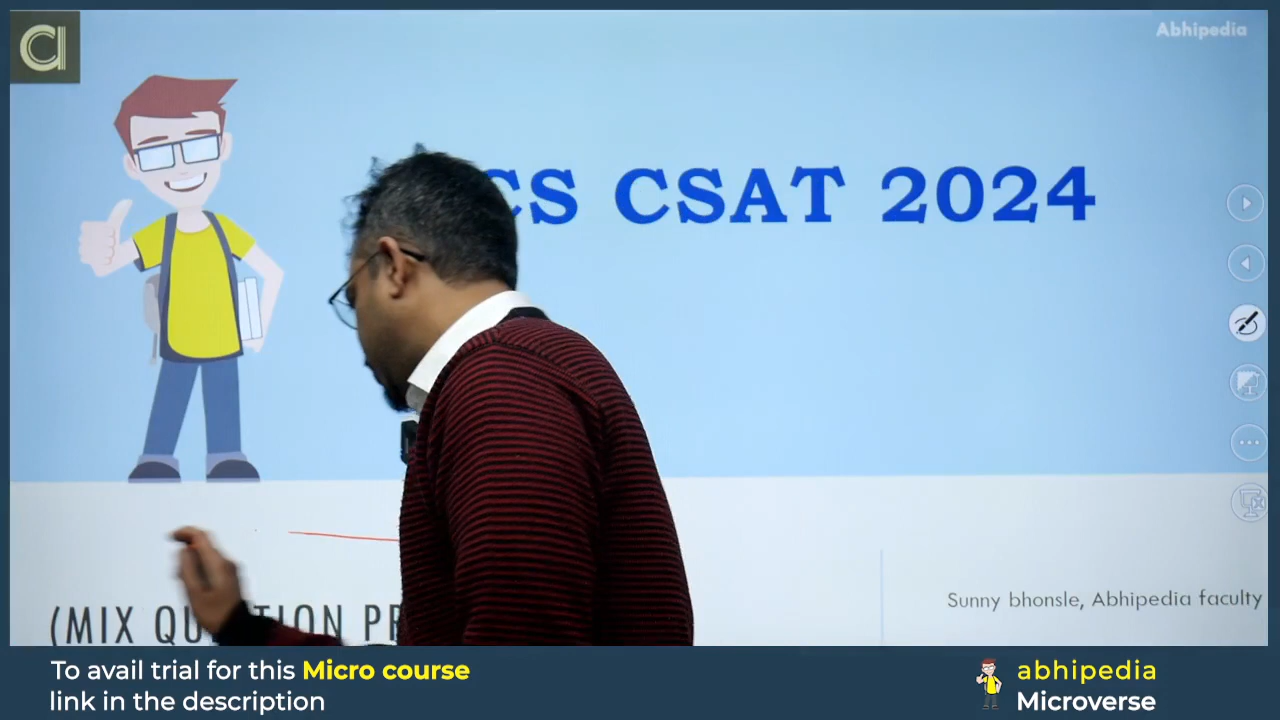 Abhipedia
CS CSAT 2024
Sunny bhonsle, Abhipedia faculty
(MIX
To avail trial for this Micro course
link in the description
abhipedia
Microverse